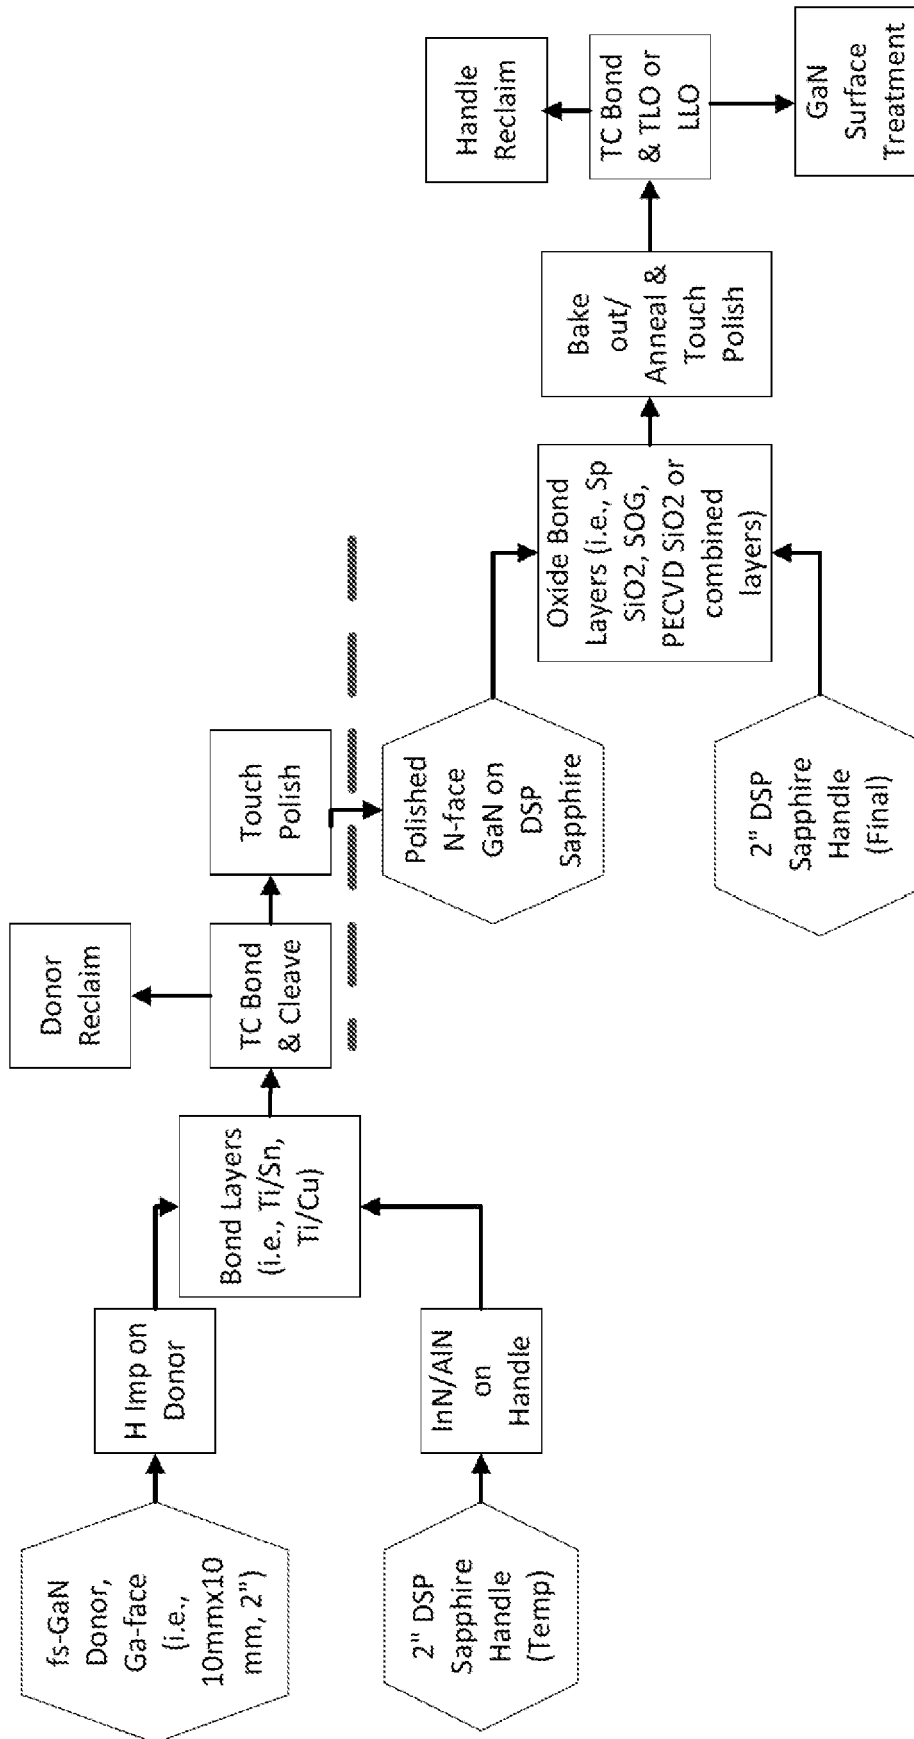 fs-GaN
Donor,
Ga-face
(i.e.,
10mmx10
mm, 2")
H Imp on
Donor
2" DSP
Sapphire
Handle
(Temp)
InN/AlN
on
Handle
Bond Layers
(i.e., Ti/Sn,
Ti/Cu)
Donor
Reclaim
TC Bond
& Cleave
Touch
Polish
Polished
N-face
GaN on
DSP
Sapphire
2" DSP
Sapphire
Handle
(Final)
Oxide Bond
Layers (i.e., Sp
SiO2, SOG,
PECVD SiO2 or
combined
layers)
Bake
out/
Anneal &
Touch
Polish
Handle
Reclaim
TC Bond
& TLO or
LLO
GaN
Surface
Treatment